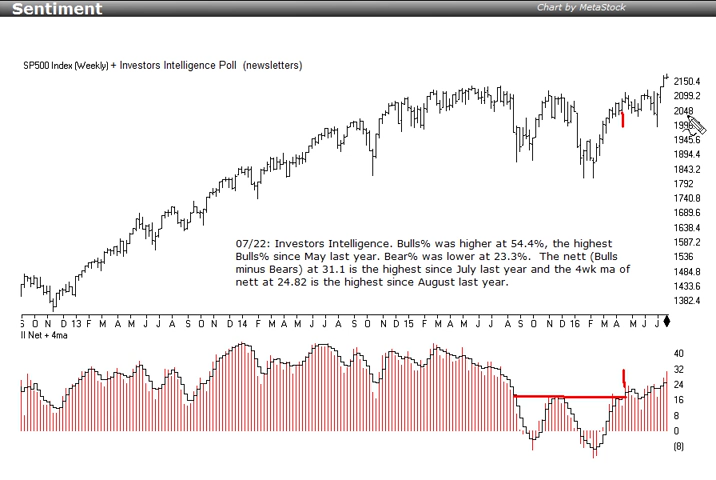 Sentiment
Chart by MetaStock
SP500 Index (Weekly) + Investors Intelligence Poll (newsletters)
2150.4
2099.2
2048
1945.6
1894.4
1843.2
1792
1740.8
1689.6
1638.4
1587.2
1536
1484.8
1433.6
1382.4
07/22: Investors Intelligence. Bulls% was higher at 54.4%, the highest
Bulls% since May last year. Bear% was lower at 23.3%. The nett (Bulls
minus Bears) at 31.1 is the highest since July last year and the 4wk ma of
nett at 24.82 is the highest since August last year.
S O N D 13 F M A M J J A S O N D 14 F M A M J J A S O N D 15 F M A M J J A S O N D 16 F M A M J J
II Net + 4ma
40
32
24
16
8
0
(8)